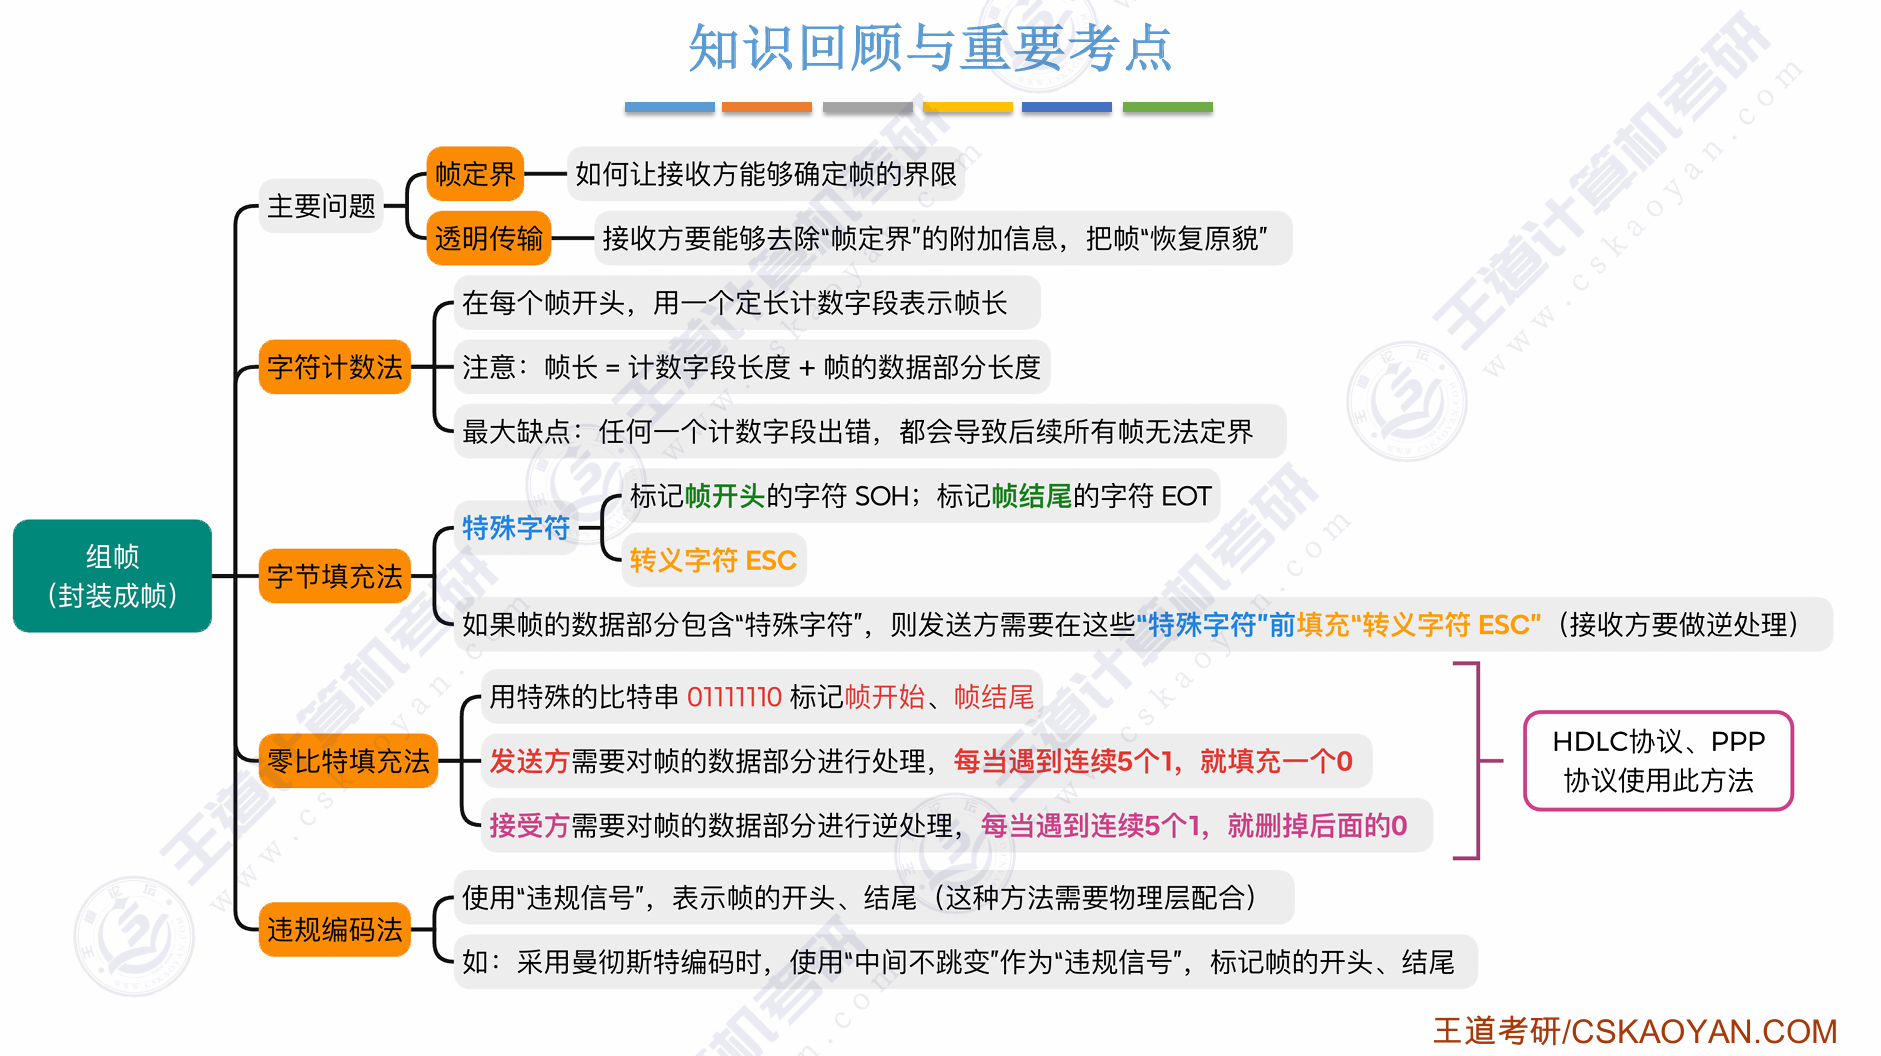 知识回顾与重要考点
组帧
（封装成帧）
主要问题
帧定界
如何让接收方能够确定帧的界限
透明传输
接收方要能够去除“帧定界”的附加信息，把帧“恢复原貌”
字符计数法
在每个帧开头，用一个定长计数字段表示帧长
注意：帧长 = 计数字段长度 + 帧的数据部分长度
最大缺点：任何一个计数字段出错，都会导致后续所有帧无法定界
字节填充法
特殊字符
标记帧开头的字符 SOH；标记帧结尾的字符 EOT
转义字符 ESC
如果帧的数据部分包含“特殊字符”，则发送方需要在这些“特殊字符”前填充“转义字符 ESC”（接收方要做逆处理）
零比特填充法
用特殊的比特串 01111110 标记帧开始、帧结尾
发送方需要对帧的数据部分进行处理，每当遇到连续5个1，就填充一个0
接受方需要对帧的数据部分进行逆处理，每当遇到连续5个1，就删掉后面的0
HDLC协议、PPP
协议使用此方法
违规编码法
使用“违规信号”，表示帧的开头、结尾（这种方法需要物理层配合）
如：采用曼彻斯特编码时，使用“中间不跳变”作为“违规信号”，标记帧的开头、结尾
王道考研/CSKAOYAN.COM
王道计算机考研
www.cskaoyan.com